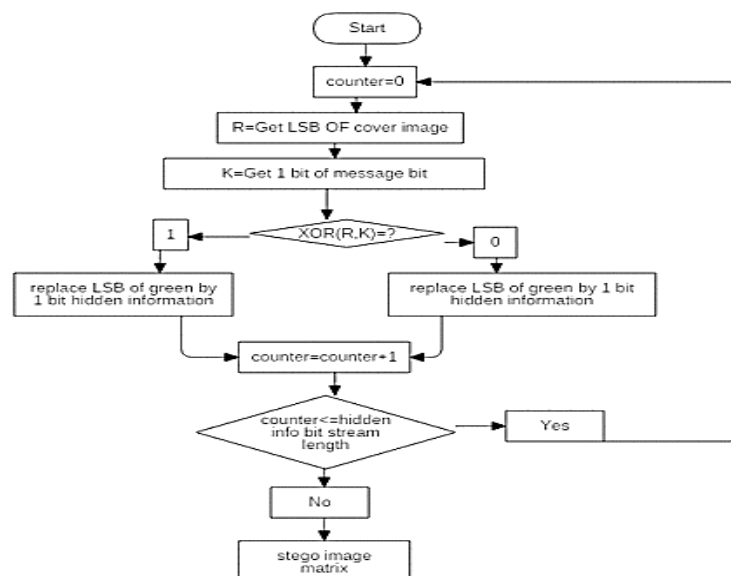 Start
counter=0
R=Get LSB OF cover image
K=Get 1 bit of message bit
XOR(R,K)=?
1
0
replace LSB of green by
1 bit hidden information
replace LSB of green by 1 bit
hidden information
counter=counter+1
counter<=hidden
info bit stream
length
Yes
No
stego image
matrix